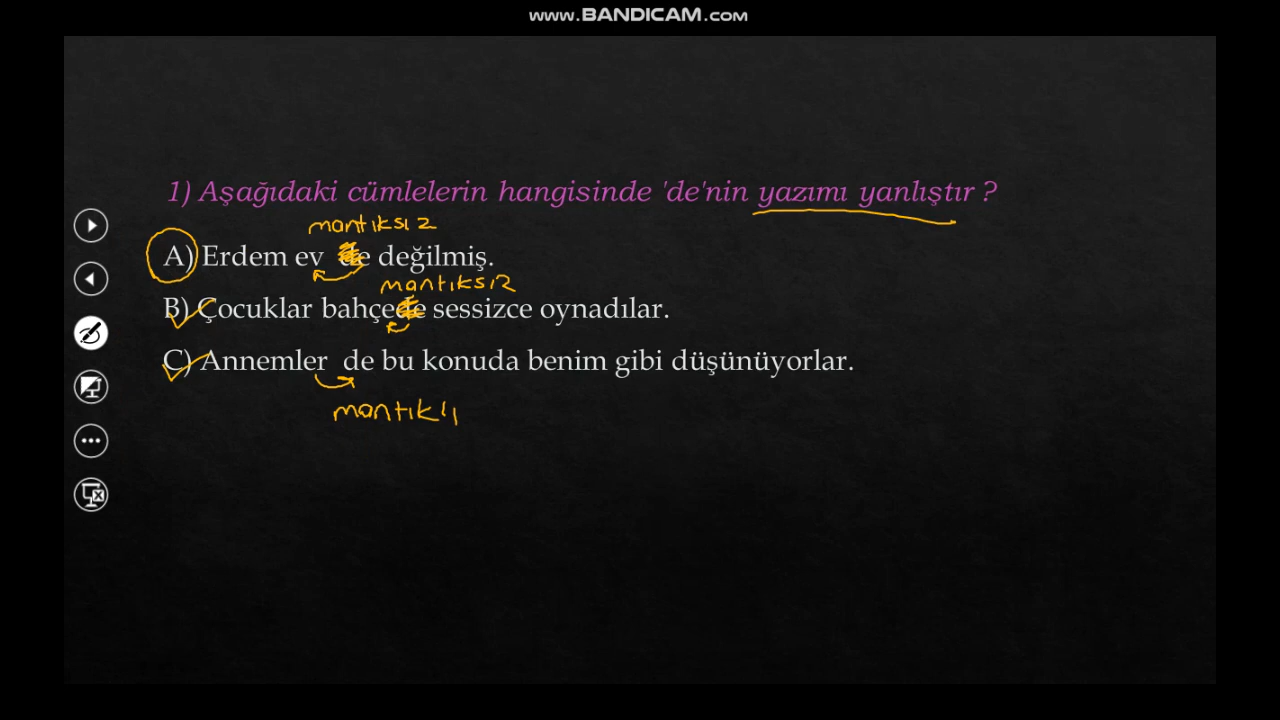 www.BANDICAM.com
1) Aşağıdaki cümlelerin hangisinde 'de'nin yazımı yanlıştır ?
mantıksız
A) Erdem ev de değilmiş.
mantıksız
B) Çocuklar bahçede sessizce oynadılar.
C) Annemler de bu konuda benim gibi düşünüyorlar.
mantıklı